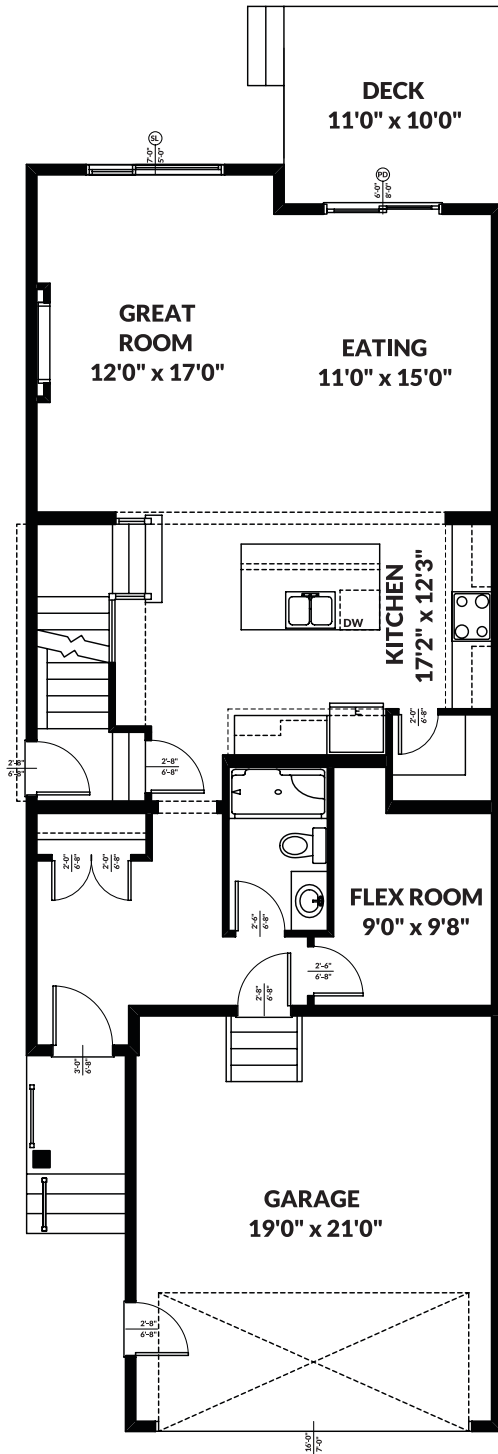 DECK
11'0" x 10'0"
SL
7'-0"
5'-0"
PD
6'-0"
8'-0"
GREAT
ROOM
12'0" x 17'0"
EATING
11'0" x 15'0"
KITCHEN
17'2" x 12'3"
DW
F
2'-0"
6'-8"
2'-8"
6'-8"
2'-8"
6'-8"
2'-0"
6'-8"
2'-0"
6'-8"
FLEX ROOM
9'0" x 9'8"
2'-6"
6'-8"
2'-6"
6'-8"
2'-8"
6'-8"
3'-0"
6'-8"
GARAGE
19'0" x 21'0"
2'-8"
6'-8"
16'-0"
7'-0"